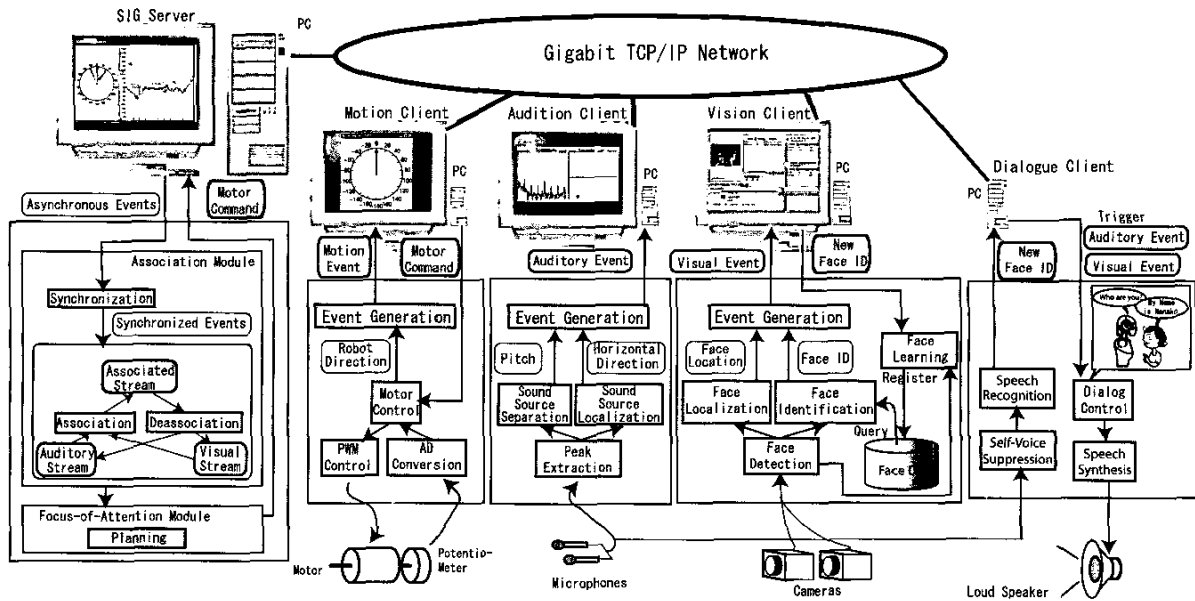 SIG Server
PC
Gigabit TCP/IP Network
Motion Client
PC
Audition Client
PC
Vision Client
PC
Dialogue Client
PC
Asynchronous Events
Motor
Command
Association Module
Synchronization
Synchronized Events
Associated
Stream
Association
Deassociation
Auditory
Stream
Visual
Stream
Focus-of-Attention Module
Planning
Motion
Event
Motor
Command
Event Generation
Robot
Direction
Motor
Control
PWM
Control
AD
Conversion
Motor
Potentio-
Meter
Auditory Event
Event Generation
Pitch
Horizontal
Direction
Sound Source
Separation
Sound Source
Localization
Peak
Extraction
Microphones
Visual Event
New
Face ID
Event Generation
Face
Location
Face ID
Face
Learning
Register
Face
Localization
Face
Identification
Query
Face
Detection
Cameras
New
Face ID
Trigger
Auditory Event
Visual Event
Who are you?
My Name
is Nanako
Speech
Recognition
Dialog
Control
Self-Voice
Suppression
Speech
Synthesis
Loud Speaker